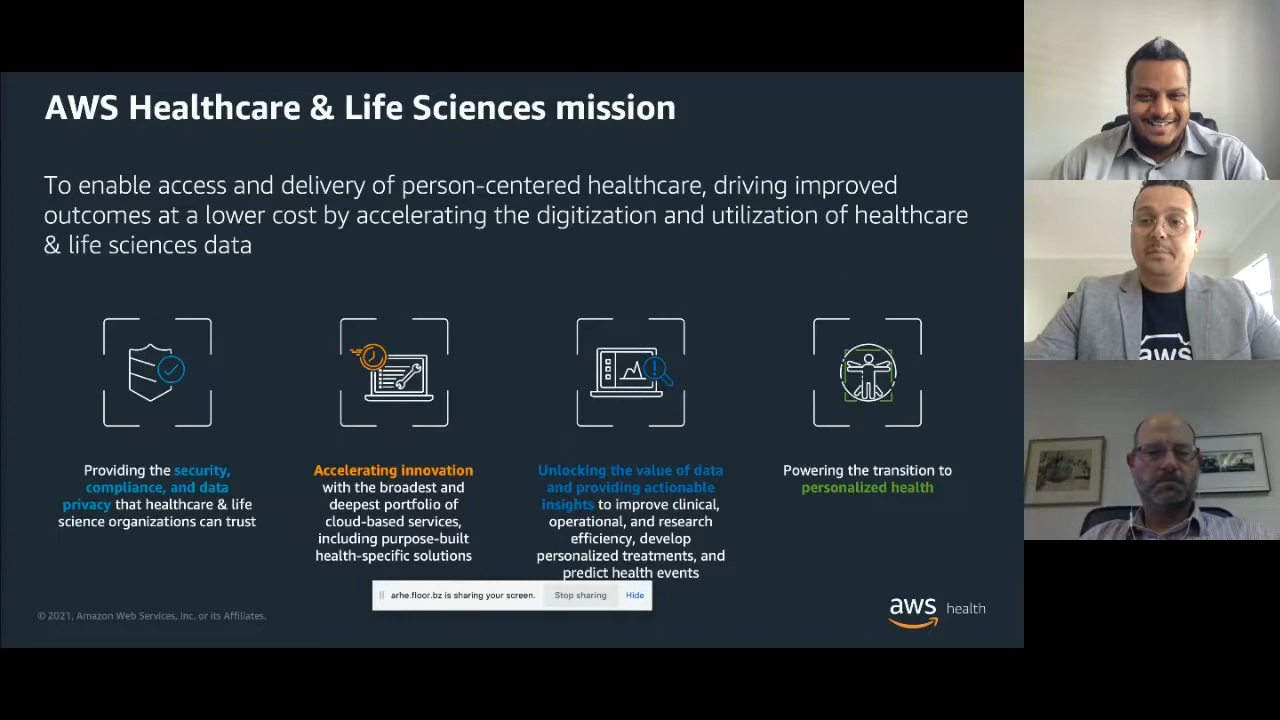 AWS Healthcare & Life Sciences mission
To enable access and delivery of person-centered healthcare, driving improved
outcomes at a lower cost by accelerating the digitization and utilization of healthcare
& life sciences data
Providing the security,
compliance, and data
privacy that healthcare & life
science organizations can trust
Accelerating innovation
with the broadest and
deepest portfolio of
cloud-based services,
including purpose-built
health-specific solutions
Unlocking the value of data
and providing actionable
insights to improve clinical,
operational, and research
efficiency, develop
personalized treatments, and
predict health events
Powering the transition to
personalized health
arhe.floor.bz is sharing your screen.
Stop sharing
Hide
© 2021, Amazon Web Services, Inc. or its Affiliates.
aws health
aws